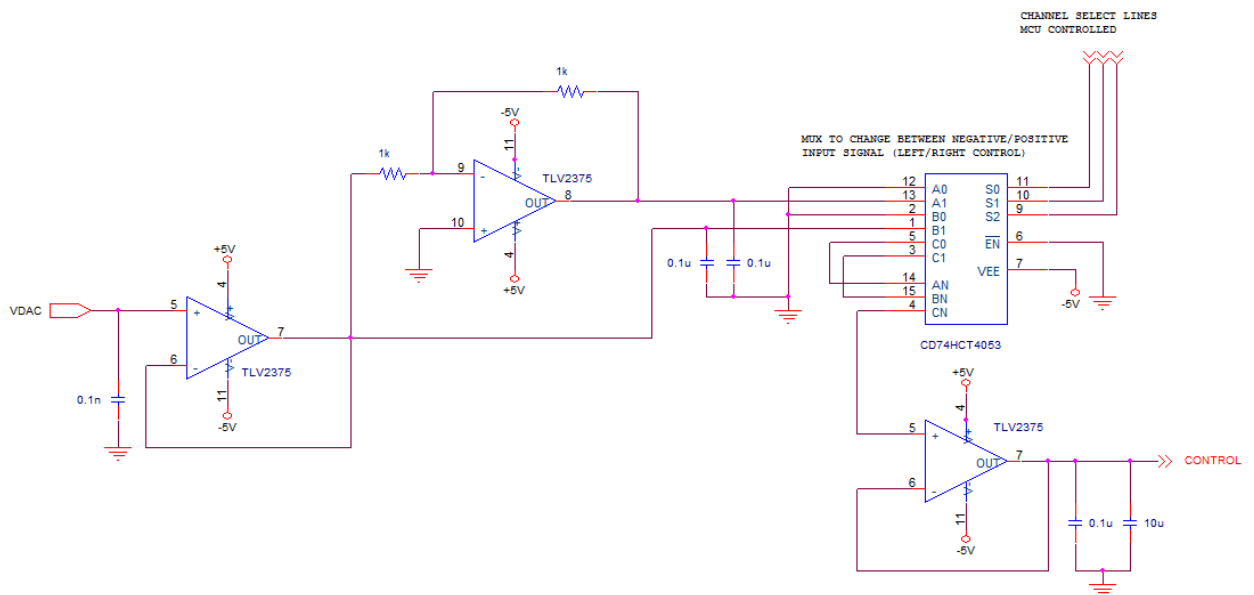 CHANNEL SELECT LINES
MCU CONTROLLED
1k
-5V
11
V-
MUX TO CHANGE BETWEEN NEGATIVE/POSITIVE
INPUT SIGNAL (LEFT/RIGHT CONTROL)
1k
9
-
TLV2375
8
OUT
10
+
V+
4
+5V
12 A0 S0 11
13 A1 S1 10
2 B0 S2 9
1 B1
5 C0 EN 6
3 C1
VEE 7
14 AN
15 BN
4 CN
-5V
CD74HCT4053
0.1u
0.1u
+5V
4
V+
VDAC
5
+
7
OUT
6
-
V-
TLV2375
11
-5V
0.1n
+5V
4
V+
TLV2375
5
+
7
OUT
6
-
V-
11
-5V
CONTROL
0.1u
10u